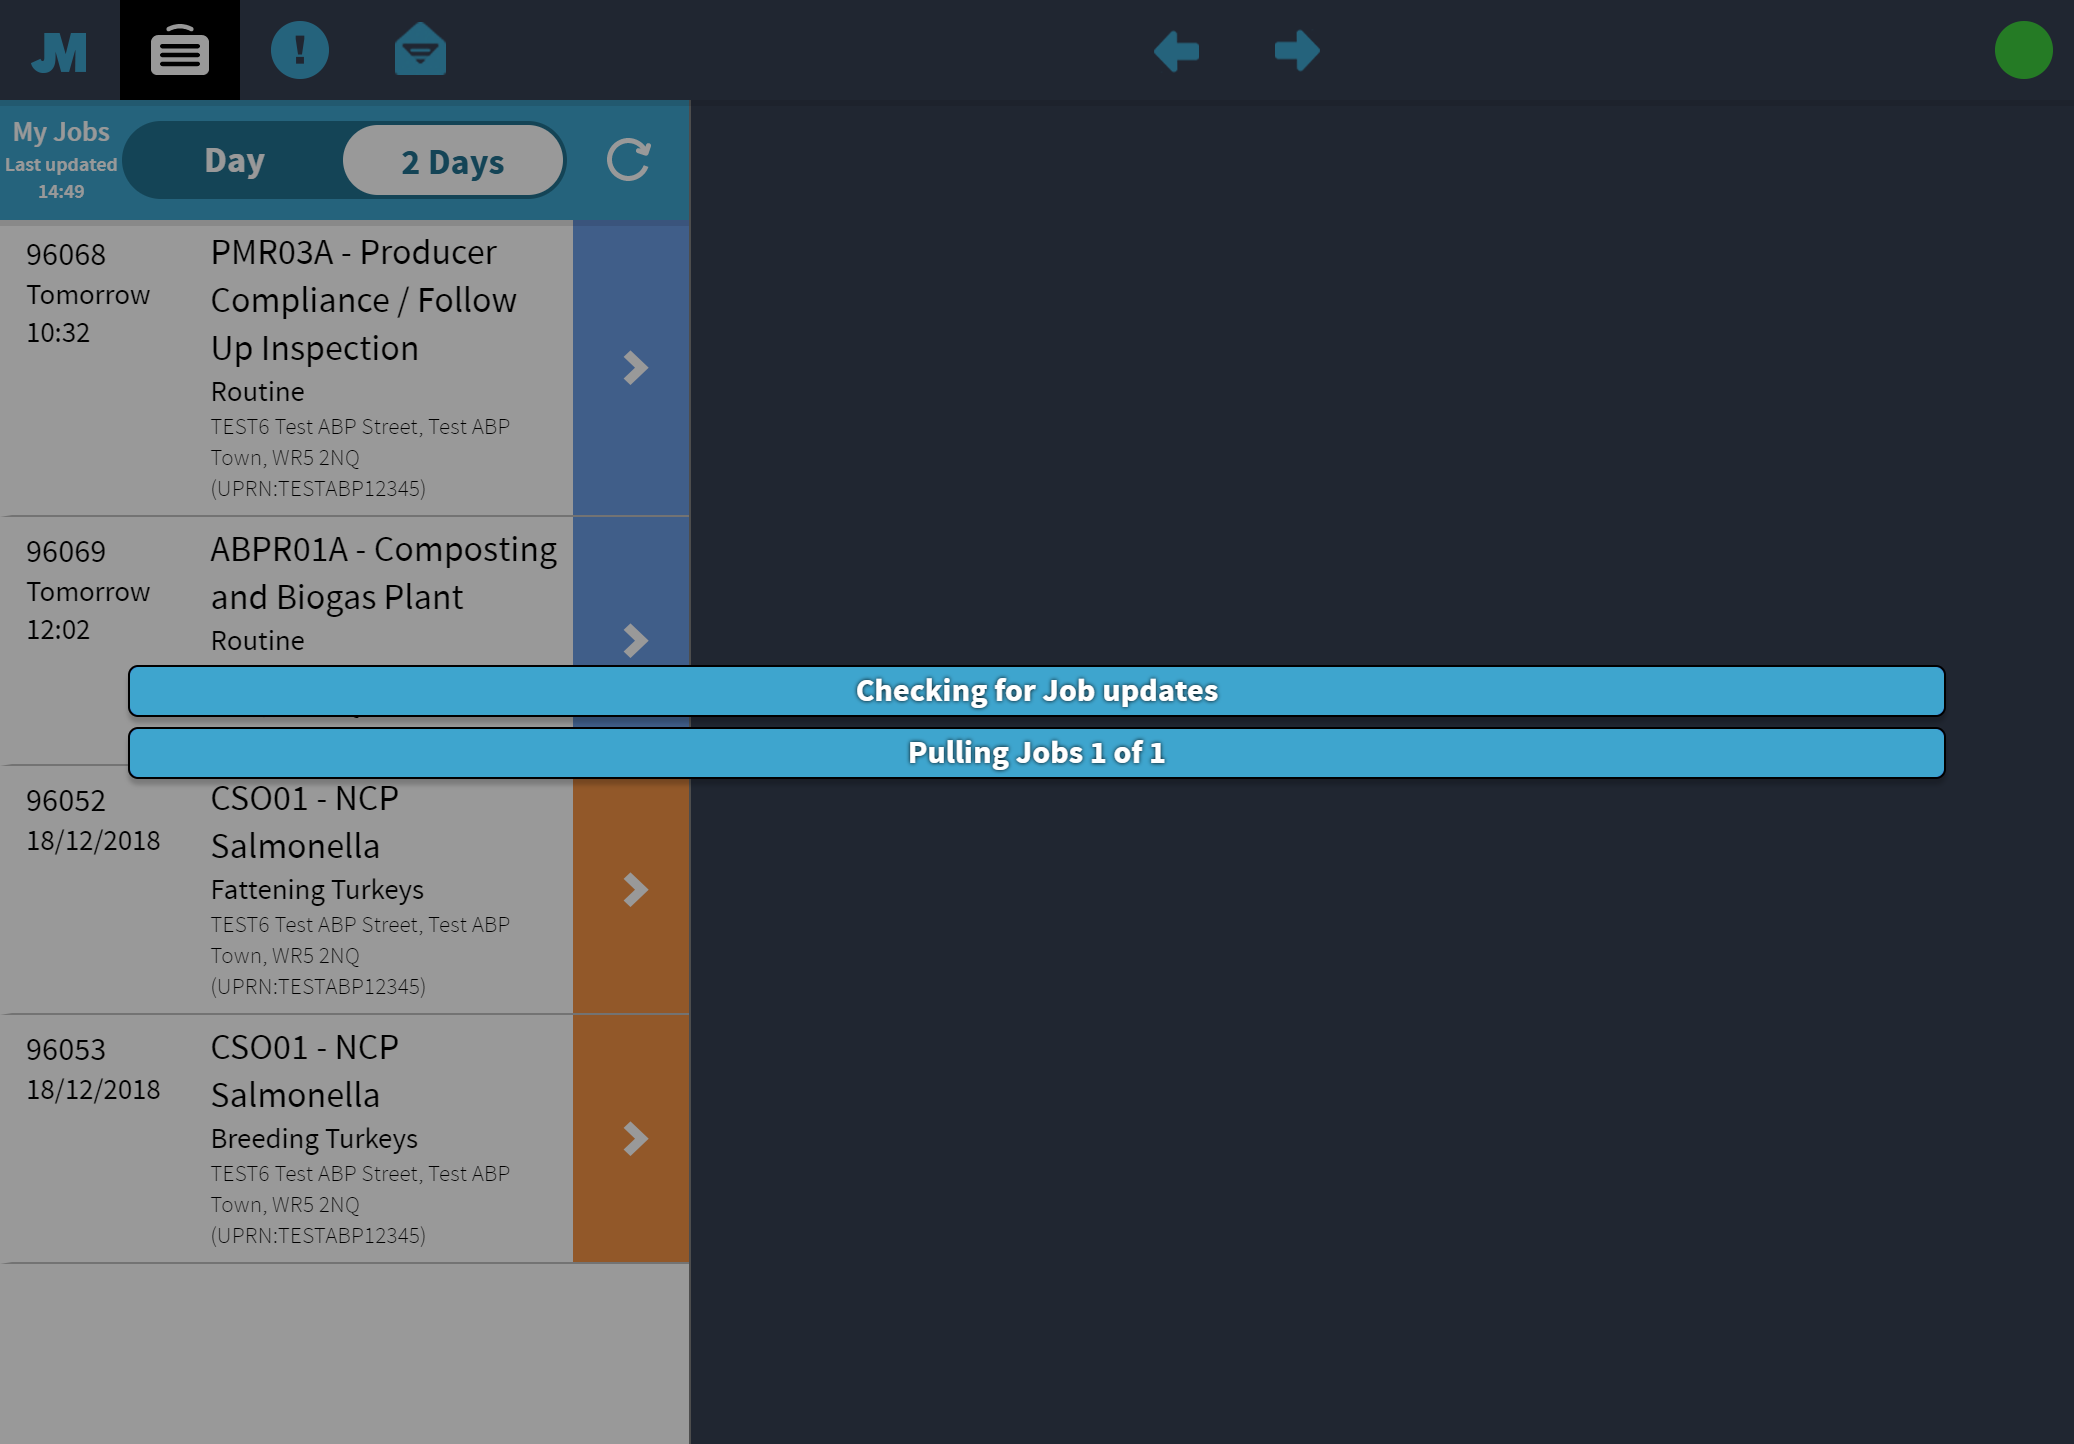 JM
My Jobs
Last updated
14:49
Day
2 Days
96068
Tomorrow
10:32
PMR03A - Producer
Compliance / Follow
Up Inspection
Routine
TEST6 Test ABP Street, Test ABP
Town, WR5 2NQ
(UPRN:TESTABP12345)
96069
Tomorrow
12:02
ABPR01A - Composting
and Biogas Plant
Routine
Checking for Job updates
Pulling Jobs 1 of 1
96052
18/12/2018
CSO01 - NCP
Salmonella
Fattening Turkeys
TEST6 Test ABP Street, Test ABP
Town, WR5 2NQ
(UPRN:TESTABP12345)
96053
18/12/2018
CSO01 - NCP
Salmonella
Breeding Turkeys
TEST6 Test ABP Street, Test ABP
Town, WR5 2NQ
(UPRN:TESTABP12345)